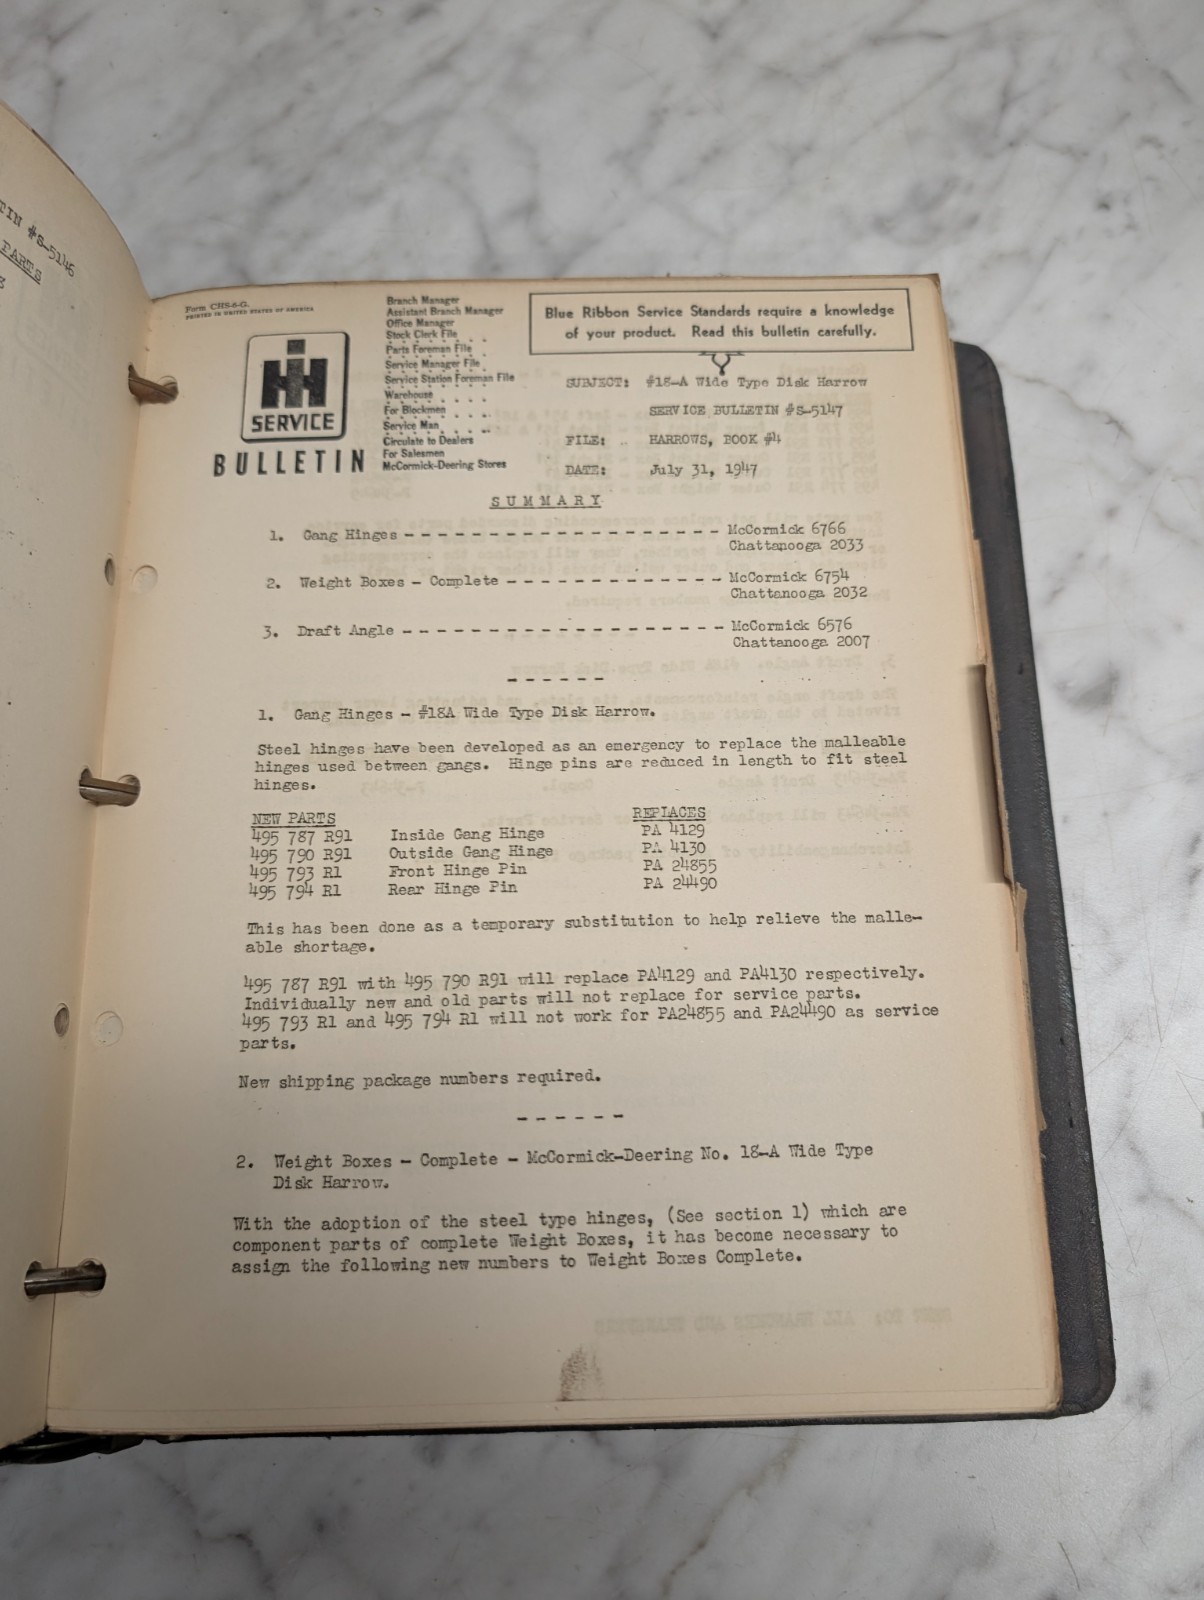 TIN #S-5146
PARTS
Form CHS-6-G.
PRINTED IN UNITED STATES OF AMERICA
IH
SERVICE
BULLETIN
Branch Manager
Assistant Branch Manager
Office Manager
Stock Clerk File
Parts Foreman File
Service Manager File
Service Station Foreman File
Warehouse
For Blockmen
Service Man
Circulate to Dealers
For Salesmen
McCormick-Deering Stores
Blue Ribbon Service Standards require a knowledge
of your product. Read this bulletin carefully.
SUBJECT: #18-A Wide Type Disk Harrow
SERVICE BULLETIN #S-5147
FILE: HARROWS, BOOK #4
DATE: July 31, 1947
SUMMARY
1. Gang Hinges - - - - - - - - - - - - - - - - - - - McCormick 6766
Chattanooga 2033
2. Weight Boxes - Complete - - - - - - - - - - - - - McCormick 6754
Chattanooga 2032
3. Draft Angle - - - - - - - - - - - - - - - - - - - McCormick 6576
Chattanooga 2007
- - - - - -
1. Gang Hinges - #18A Wide Type Disk Harrow.
Steel hinges have been developed as an emergency to replace the malleable
hinges used between gangs. Hinge pins are reduced in length to fit steel
hinges.
NEW PARTS REPLACES
495 787 R91 Inside Gang Hinge PA 4129
495 790 R91 Outside Gang Hinge PA 4130
495 793 R1 Front Hinge Pin PA 24855
495 794 R1 Rear Hinge Pin PA 24490
This has been done as a temporary substitution to help relieve the malle-
able shortage.
495 787 R91 with 495 790 R91 will replace PA4129 and PA4130 respectively.
Individually new and old parts will not replace for service parts.
495 793 R1 and 495 794 R1 will not work for PA24855 and PA24490 as service
parts.
New shipping package numbers required.
- - - - - -
2. Weight Boxes - Complete - McCormick-Deering No. 18-A Wide Type
Disk Harrow.
With the adoption of the steel type hinges, (See section 1) which are
component parts of complete Weight Boxes, it has become necessary to
assign the following new numbers to Weight Boxes Complete.